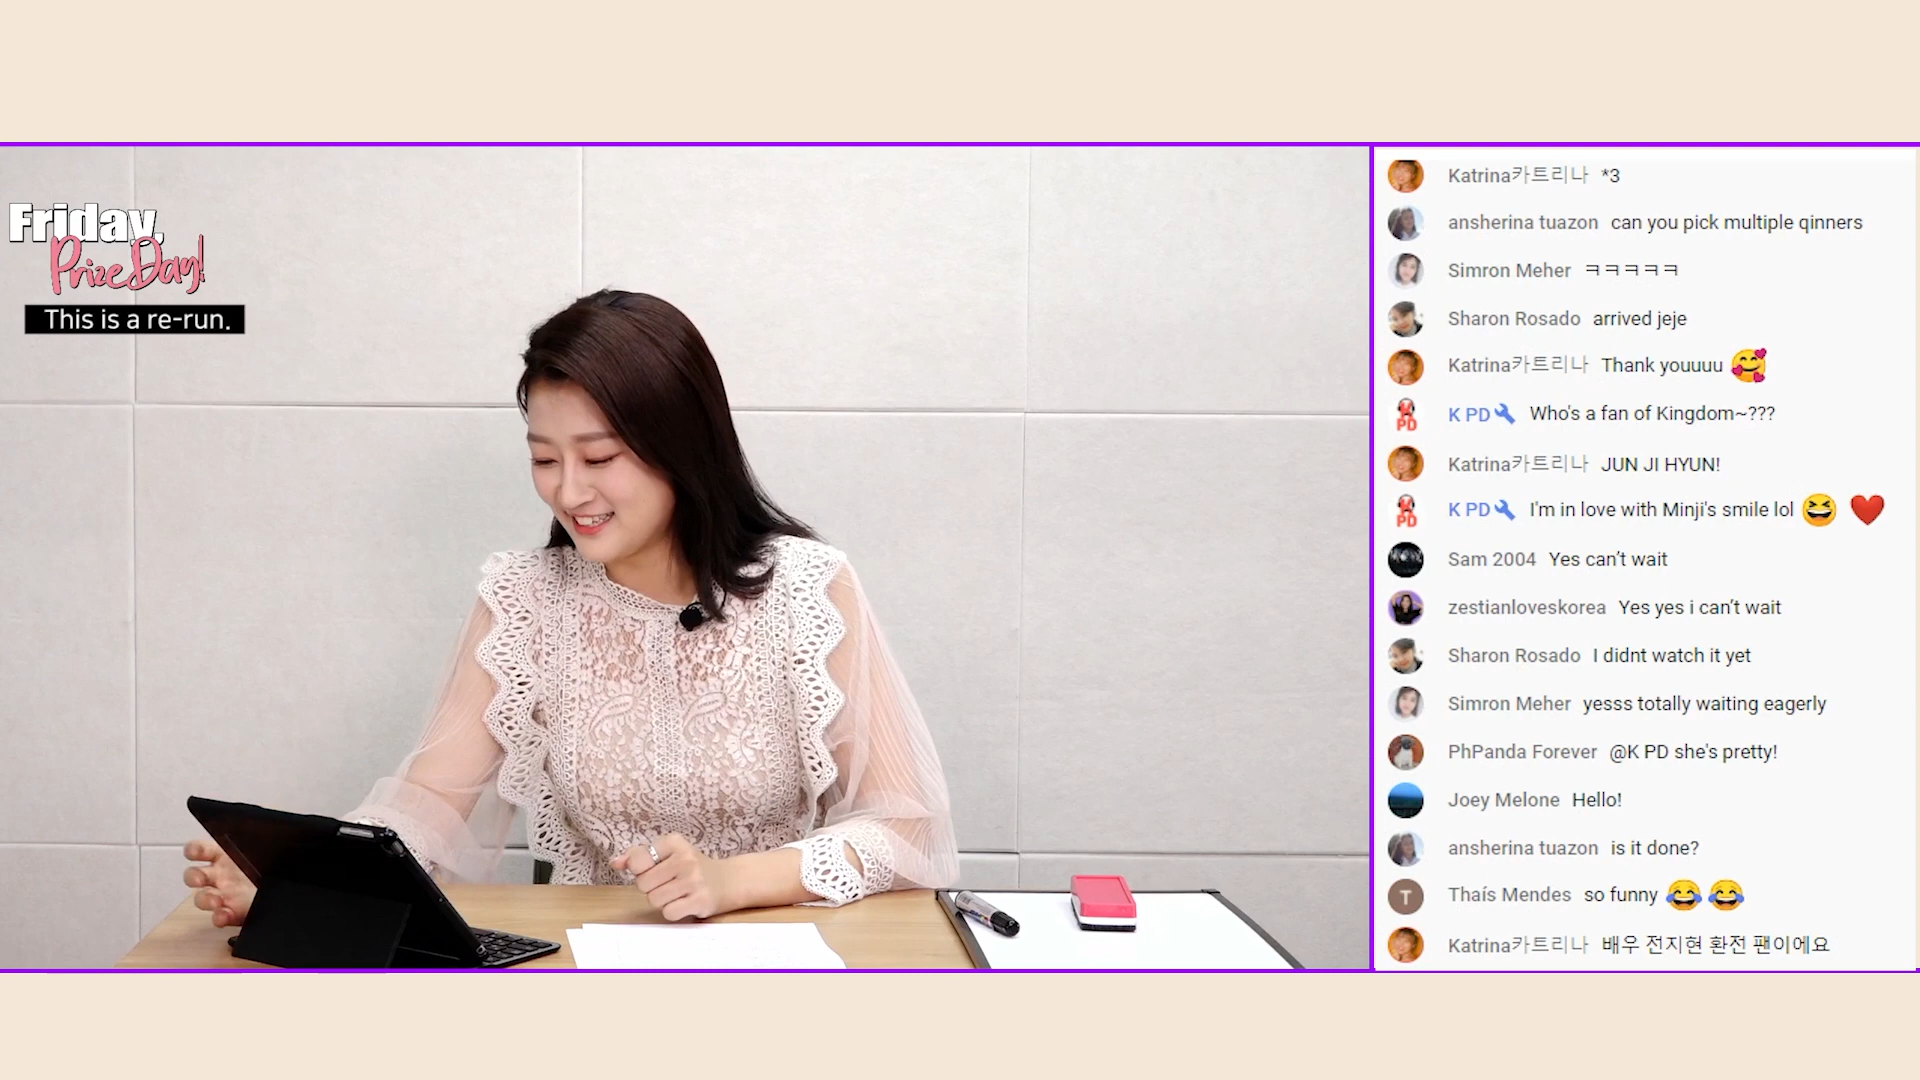 Friday,
PrizeDay!
This is a re-run.
Katrina카트리나 *3
ansherina tuazon can you pick multiple qinners
Simron Meher ㅋㅋㅋㅋㅋ
Sharon Rosado arrived jeje
Katrina카트리나 Thank youuuu 🥰
K PD Who's a fan of Kingdom~???
Katrina카트리나 JUN JI HYUN!
K PD I'm in love with Minji's smile lol 😆 ❤️
Sam 2004 Yes can’t wait
zestianloveskorea Yes yes i can’t wait
Sharon Rosado I didnt watch it yet
Simron Meher yesss totally waiting eagerly
PhPanda Forever @K PD she's pretty!
Joey Melone Hello!
ansherina tuazon is it done?
T Thaís Mendes so funny 😂😂
Katrina카트리나 배우 전지현 환전 팬이에요